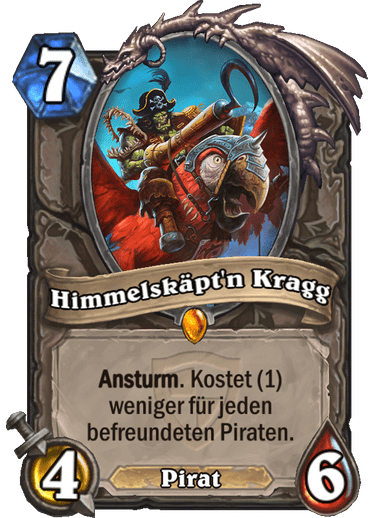 7
Himmelskäpt'n Kragg
Ansturm. Kostet (1)
weniger für jeden
befreundeten Piraten.
4
Pirat
6